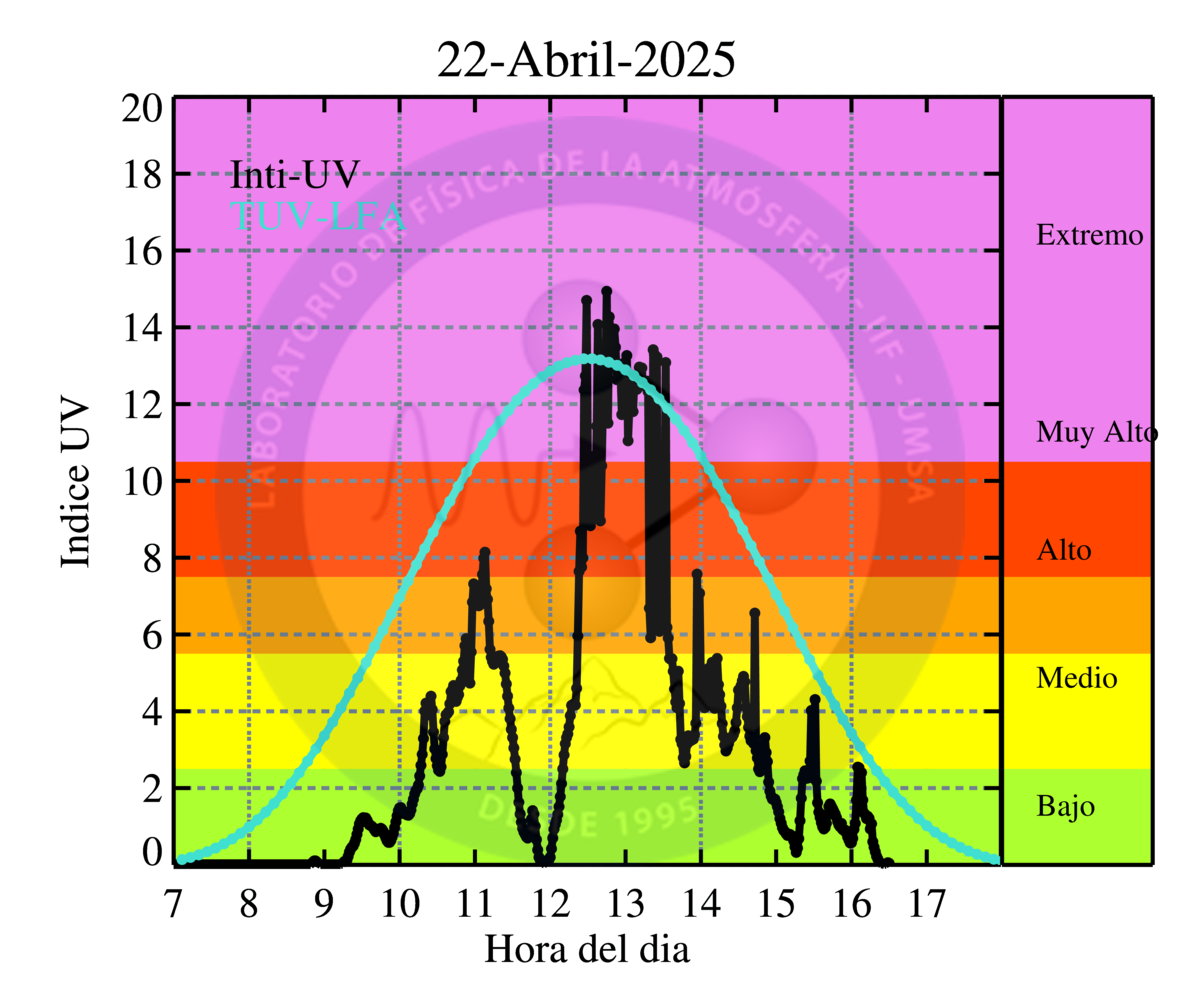 22-Abril-2025
20
18
16
14
12
10
8
6
4
2
0
Indice UV
Inti-UV
TUV-LFA
LABORATORIO DE FÍSICA DE LA ATMÓSFERA - IIF - UMSA
DESDE 1995
Extremo
Muy Alto
Alto
Medio
Bajo
7 8 9 10 11 12 13 14 15 16 17
Hora del dia